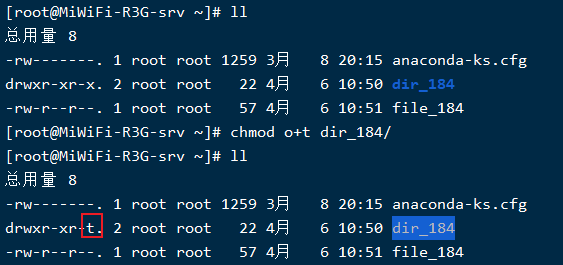 [root@MiWiFi-R3G-srv ~]# ll
总用量 8
-rw-------. 1 root root 1259 3月   8 20:15 anaconda-ks.cfg
drwxr-xr-x. 2 root root   22 4月   6 10:50 dir_184
-rw-r--r--. 1 root root   57 4月   6 10:51 file_184
[root@MiWiFi-R3G-srv ~]# chmod o+t dir_184/
[root@MiWiFi-R3G-srv ~]# ll
总用量 8
-rw-------. 1 root root 1259 3月   8 20:15 anaconda-ks.cfg
drwxr-xr-t. 2 root root   22 4月   6 10:50 dir_184
-rw-r--r--. 1 root root   57 4月   6 10:51 file_184